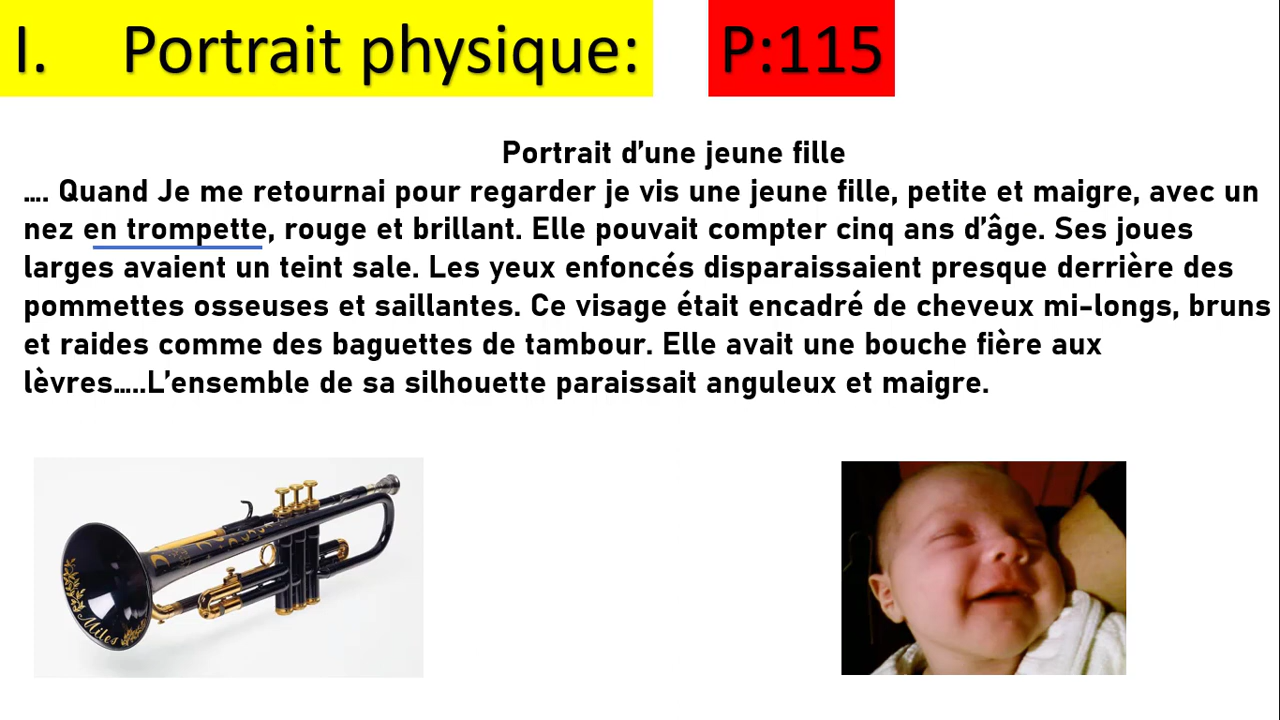 I. Portrait physique: P:115
Portrait d’une jeune fille
.... Quand Je me retournai pour regarder je vis une jeune fille, petite et maigre, avec un
nez en trompette, rouge et brillant. Elle pouvait compter cinq ans d’âge. Ses joues
larges avaient un teint sale. Les yeux enfoncés disparaissaient presque derrière des
pommettes osseuses et saillantes. Ce visage était encadré de cheveux mi-longs, bruns
et raides comme des baguettes de tambour. Elle avait une bouche fière aux
lèvres.....L’ensemble de sa silhouette paraissait anguleux et maigre.
Miles